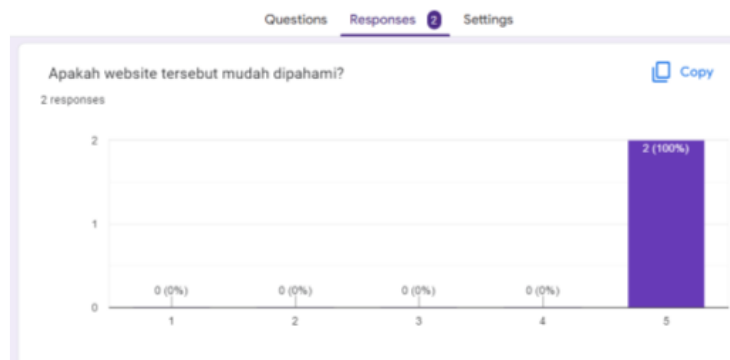 Questions Responses 2 Settings
Apakah website tersebut mudah dipahami?
Copy
2 responses
2
2 (100%)
1
0 (0%) 0 (0%) 0 (0%) 0 (0%)
0
1 2 3 4 5